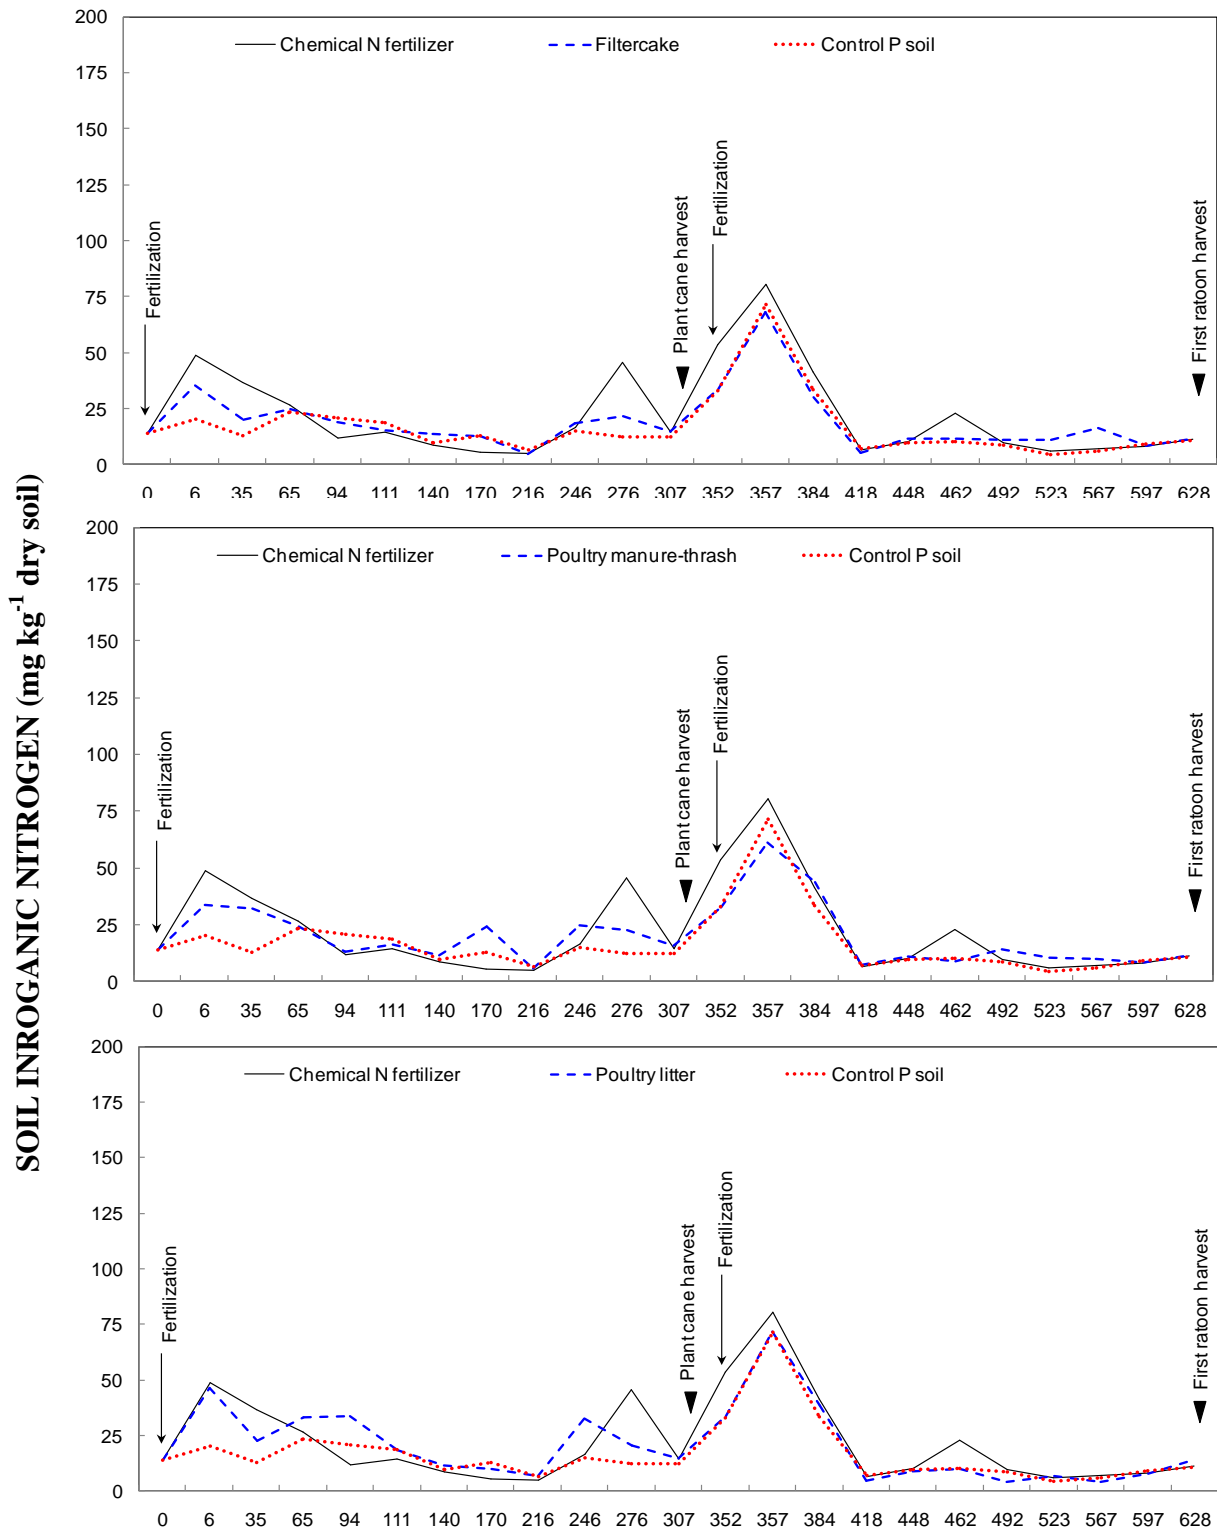 SOIL INROGANIC NITROGEN (mg kg-1 dry soil)
200
175
150
125
100
75
50
25
0
Chemical N fertilizer Filtercake Control P soil
Fertilization
Plant cane harvest
Fertilization
First ratoon harvest
0 6 35 65 94 111 140 170 216 246 276 307 352 357 384 418 448 462 492 523 567 597 628
200
175
150
125
100
75
50
25
0
Chemical N fertilizer Poultry manure-thrash Control P soil
Fertilization
Plant cane harvest
Fertilization
First ratoon harvest
0 6 35 65 94 111 140 170 216 246 276 307 352 357 384 418 448 462 492 523 567 597 628
200
175
150
125
100
75
50
25
0
Chemical N fertilizer Poultry litter Control P soil
Fertilization
Plant cane harvest
Fertilization
First ratoon harvest
0 6 35 65 94 111 140 170 216 246 276 307 352 357 384 418 448 462 492 523 567 597 628